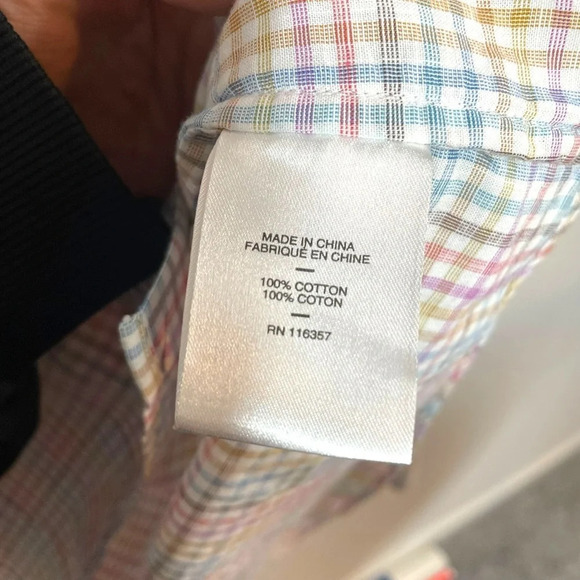 MADE IN CHINA
FABRIQUÉ EN CHINE
100% COTTON
100% COTON
RN 116357